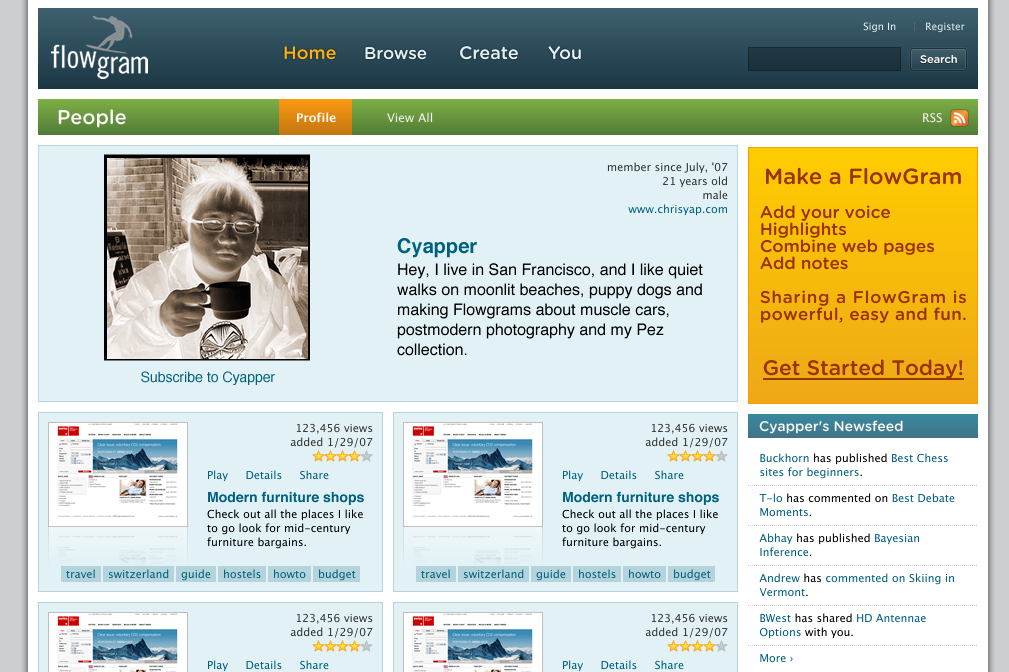 flowgram
Home Browse Create You
Sign In Register
Search
People
Profile
View All
RSS
member since July, '07
21 years old
male
www.chrisyap.com
Cyapper
Hey, I live in San Francisco, and I like quiet
walks on moonlit beaches, puppy dogs and
making Flowgrams about muscle cars,
postmodern photography and my Pez
collection.
Subscribe to Cyapper
Make a FlowGram
Add your voice
Highlights
Combine web pages
Add notes
Sharing a FlowGram is
powerful, easy and fun.
Get Started Today!
123,456 views
added 1/29/07
Play Details Share
Modern furniture shops
Check out all the places I like
to go look for mid-century
furniture bargains.
travel switzerland guide hostels howto budget
123,456 views
added 1/29/07
Play Details Share
Modern furniture shops
Check out all the places I like
to go look for mid-century
furniture bargains.
travel switzerland guide hostels howto budget
123,456 views
added 1/29/07
Play Details Share
123,456 views
added 1/29/07
Play Details Share
Cyapper's Newsfeed
Buckhorn has published Best Chess
sites for beginners.
T-lo has commented on Best Debate
Moments.
Abhay has published Bayesian
Inference.
Andrew has commented on Skiing in
Vermont.
BWest has shared HD Antennae
Options with you.
More ›